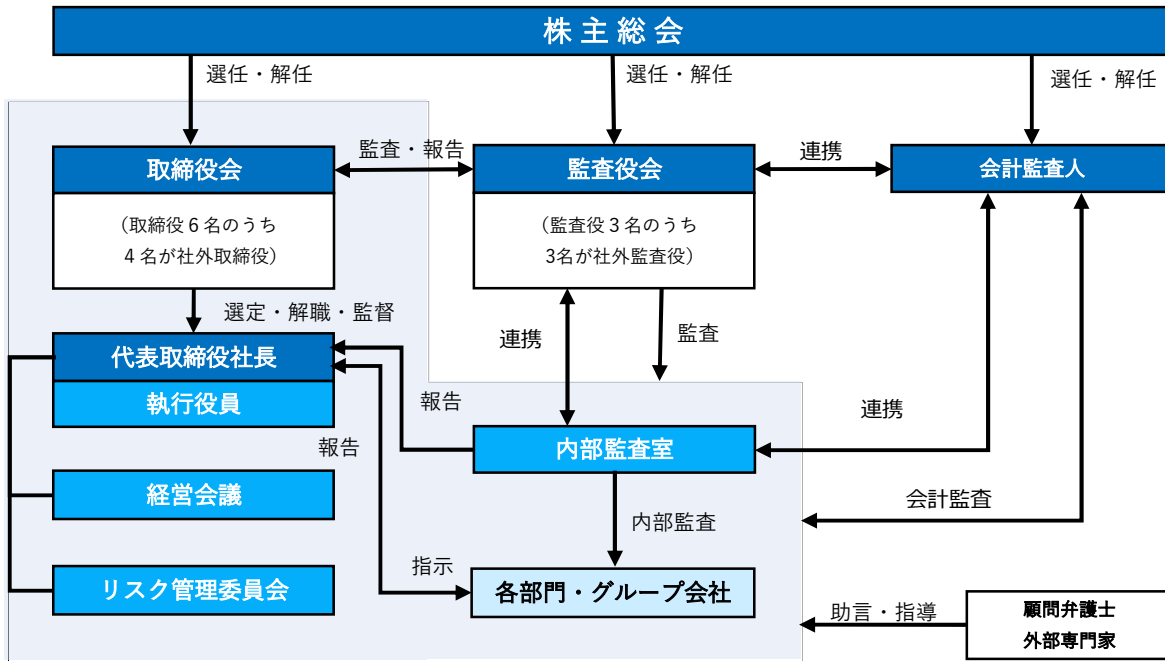 株主総会
選任・解任
選任・解任
選任・解任
取締役会
監査・報告
監査役会
連携
会計監査人
(取締役6名のうち
4名が社外取締役)
(監査役3名のうち
3名が社外監査役)
選定・解職・監督
連携
監査
代表取締役社長
執行役員
報告
連携
報告
内部監査室
経営会議
会計監査
内部監査
指示
リスク管理委員会
各部門・グループ会社
助言・指導
顧問弁護士
外部専門家